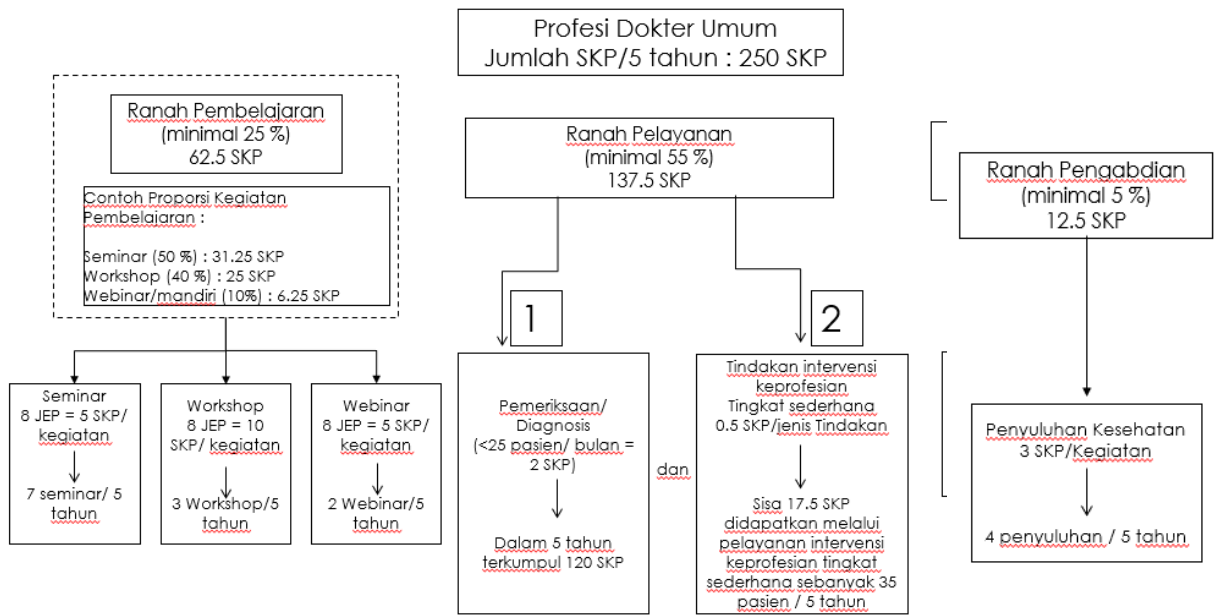 Profesi Dokter Umum
Jumlah SKP/5 tahun : 250 SKP
Ranah Pembelajaran
(minimal 25 %)
62.5 SKP
Contoh Proporsi Kegiatan
Pembelajaran :
Seminar (50 %) : 31.25 SKP
Workshop (40 %) : 25 SKP
Webinar/mandiri (10%) : 6.25 SKP
Seminar
8 JEP = 5 SKP/
kegiatan
7 seminar/ 5
tahun
Workshop
8 JEP = 10
SKP/ kegiatan
3 Workshop/5
tahun
Webinar
8 JEP = 5 SKP/
kegiatan
2 Webinar/5
tahun
Ranah Pelayanan
(minimal 55 %)
137.5 SKP
1
Pemeriksaan/
Diagnosis
(<25 pasien/ bulan =
2 SKP)
Dalam 5 tahun
terkumpul 120 SKP
dan
2
Tindakan intervensi
keprofesian
Tingkat sederhana
0.5 SKP/jenis Tindakan
Sisa 17.5 SKP
didapatkan melalui
pelayanan intervensi
keprofesian tingkat
sederhana sebanyak 35
pasien / 5 tahun
Ranah Pengabdian
(minimal 5 %)
12.5 SKP
Penyuluhan Kesehatan
3 SKP/Kegiatan
4 penyuluhan / 5 tahun